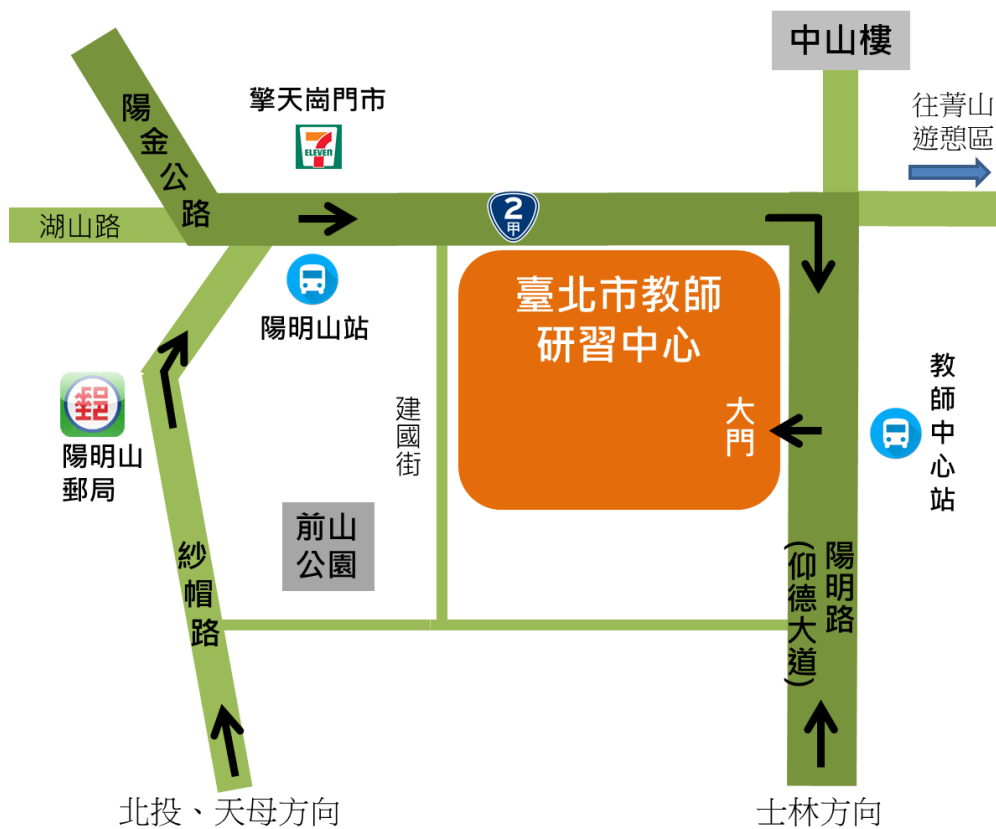 中山樓
擎天崗門市
7
ELEVEN
往菁山
遊憩區
陽金公路
湖山路
2
甲
陽明山站
臺北市教師
研習中心
大門
教師中心站
建國街
郵
陽明山
郵局
前山
公園
紗帽路
陽明路
(仰德大道)
北投、天母方向
士林方向